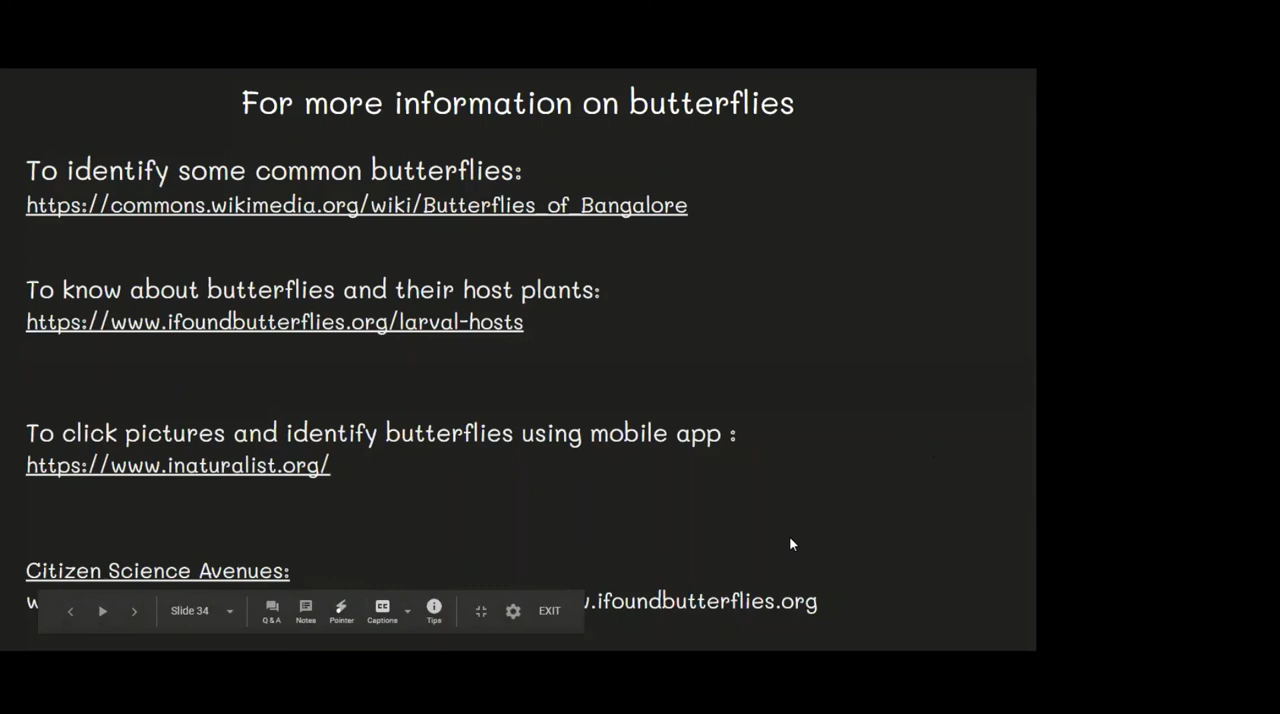 For more information on butterflies
To identify some common butterflies:
https://commons.wikimedia.org/wiki/Butterflies_of_Bangalore
To know about butterflies and their host plants:
https://www.ifoundbutterflies.org/larval-hosts
To click pictures and identify butterflies using mobile app :
https://www.inaturalist.org/
Citizen Science Avenues:
.ifoundbutterflies.org
Slide 34
Q & A
Notes
Pointer
CC
Captions
Tips
EXIT